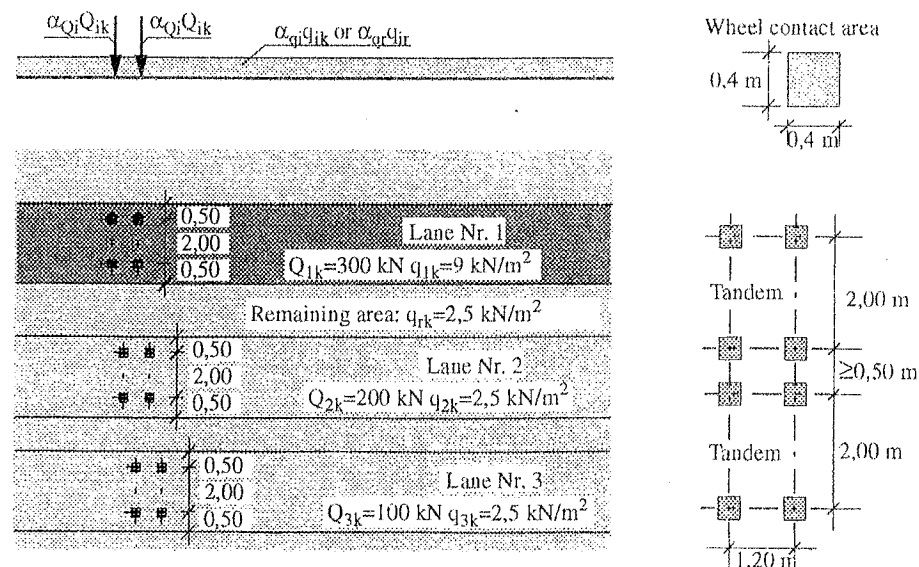 α_Qi Q_ik
α_Qi Q_ik
α_qi q_ik or α_qr q_ir
Wheel contact area
0,4 m
0,4 m
0,50
2,00
0,50
Lane Nr. 1
Q_1k=300 kN q_1k=9 kN/m²
Remaining area: q_rk=2,5 kN/m²
0,50
2,00
0,50
Lane Nr. 2
Q_2k=200 kN q_2k=2,5 kN/m²
0,50
2,00
0,50
Lane Nr. 3
Q_3k=100 kN q_3k=2,5 kN/m²
Tandem
2,00 m
≥0,50 m
Tandem
2,00 m
1,20 m